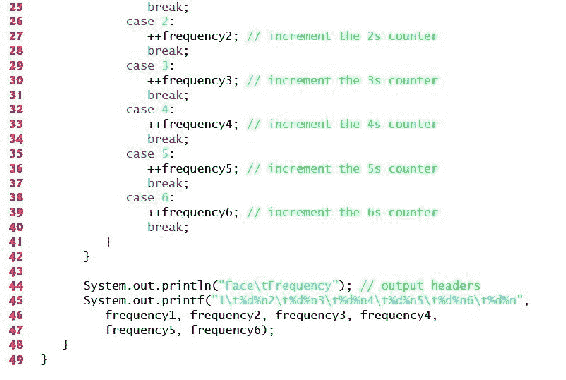 25 break;
26 case 2:
27 ++frequency2; // increment the 2s counter
28 break;
29 case 3:
30 ++frequency3; // increment the 3s counter
31 break;
32 case 4:
33 ++frequency4; // increment the 4s counter
34 break;
35 case 5:
36 ++frequency5; // increment the 5s counter
37 break;
38 case 6:
39 ++frequency6; // increment the 6s counter
40 break;
41 }
42 }
43
44 System.out.println("Face\tFrequency"); // output headers
45 System.out.printf("1\t%d%n2\t%d%n3\t%d%n4\t%d%n5\t%d%n6\t%d%n",
46 frequency1, frequency2, frequency3, frequency4,
47 frequency5, frequency6);
48 }
49 }